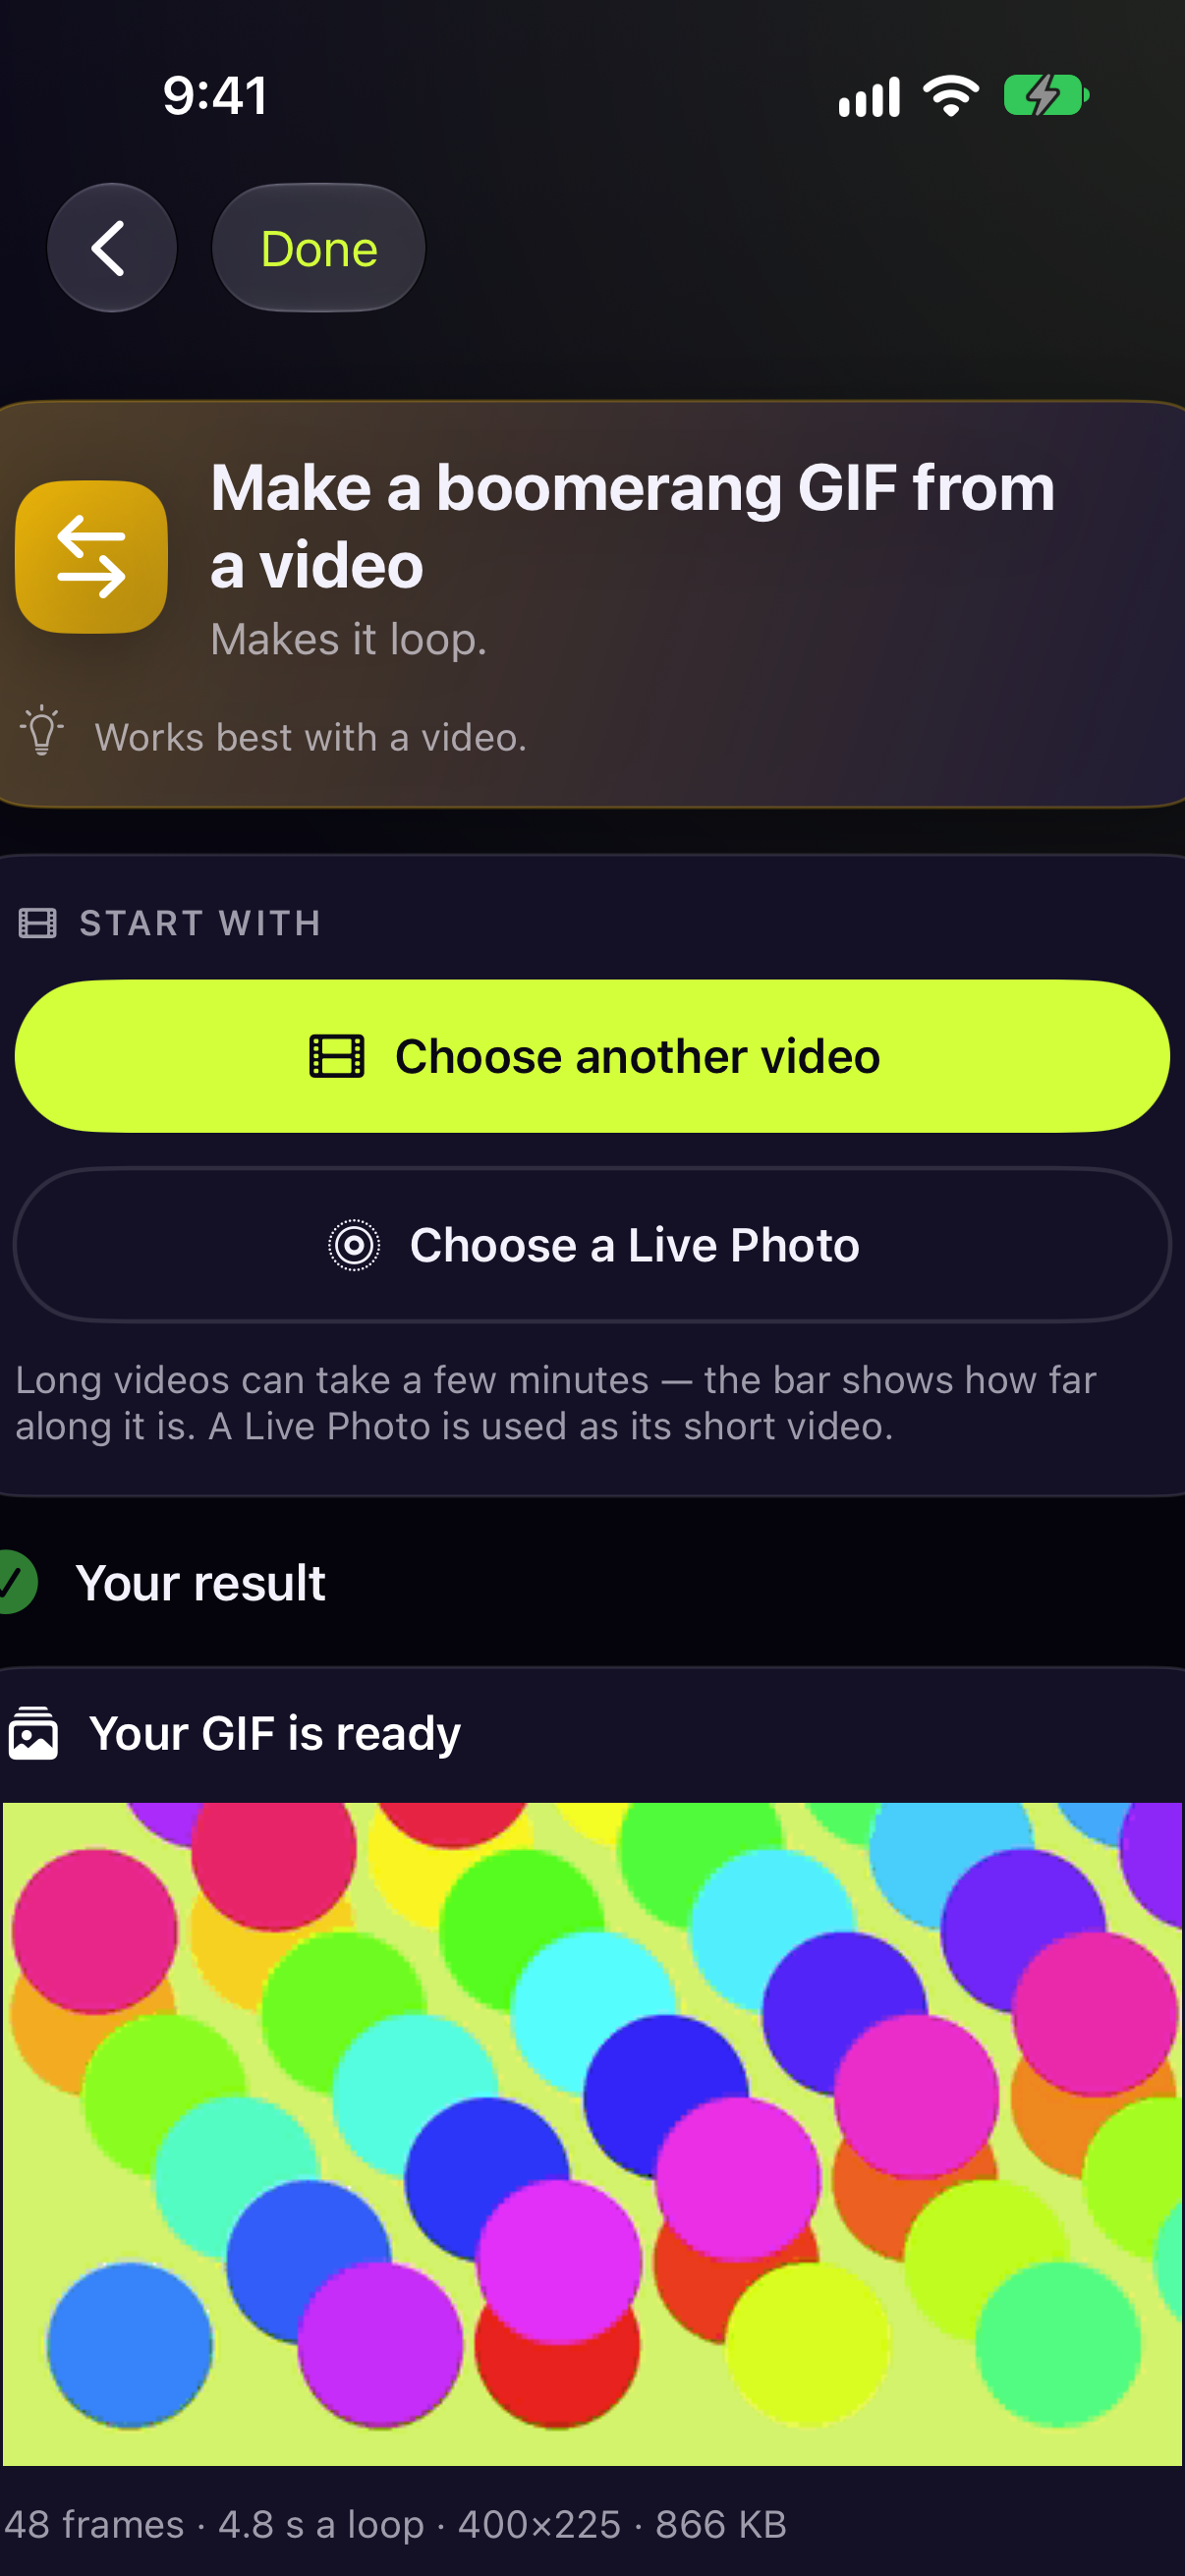 9:41
Done
Make a boomerang GIF from
a video
Makes it loop.
Works best with a video.
START WITH
Choose another video
Choose a Live Photo
Long videos can take a few minutes — the bar shows how far
along it is. A Live Photo is used as its short video.
Your result
Your GIF is ready
48 frames · 4.8 s a loop · 400×225 · 866 KB